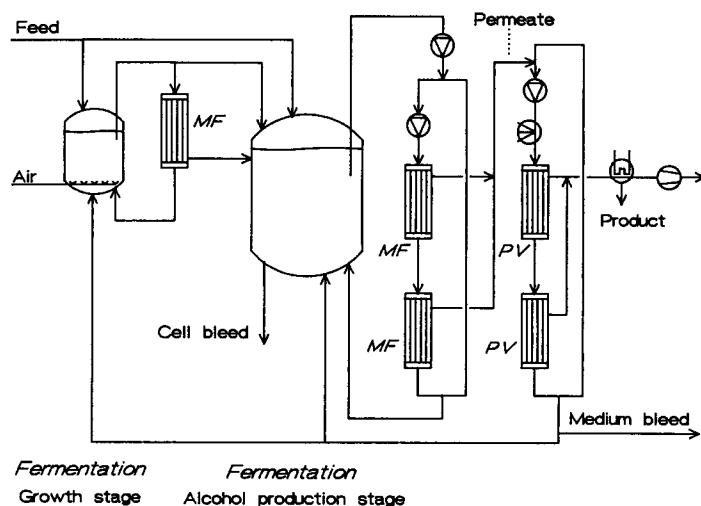 Permeate
Feed
MF
Air
Product
MF
PV
Cell bleed
MF
PV
Medium bleed
Fermentation
Growth stage
Fermentation
Alcohol production stage